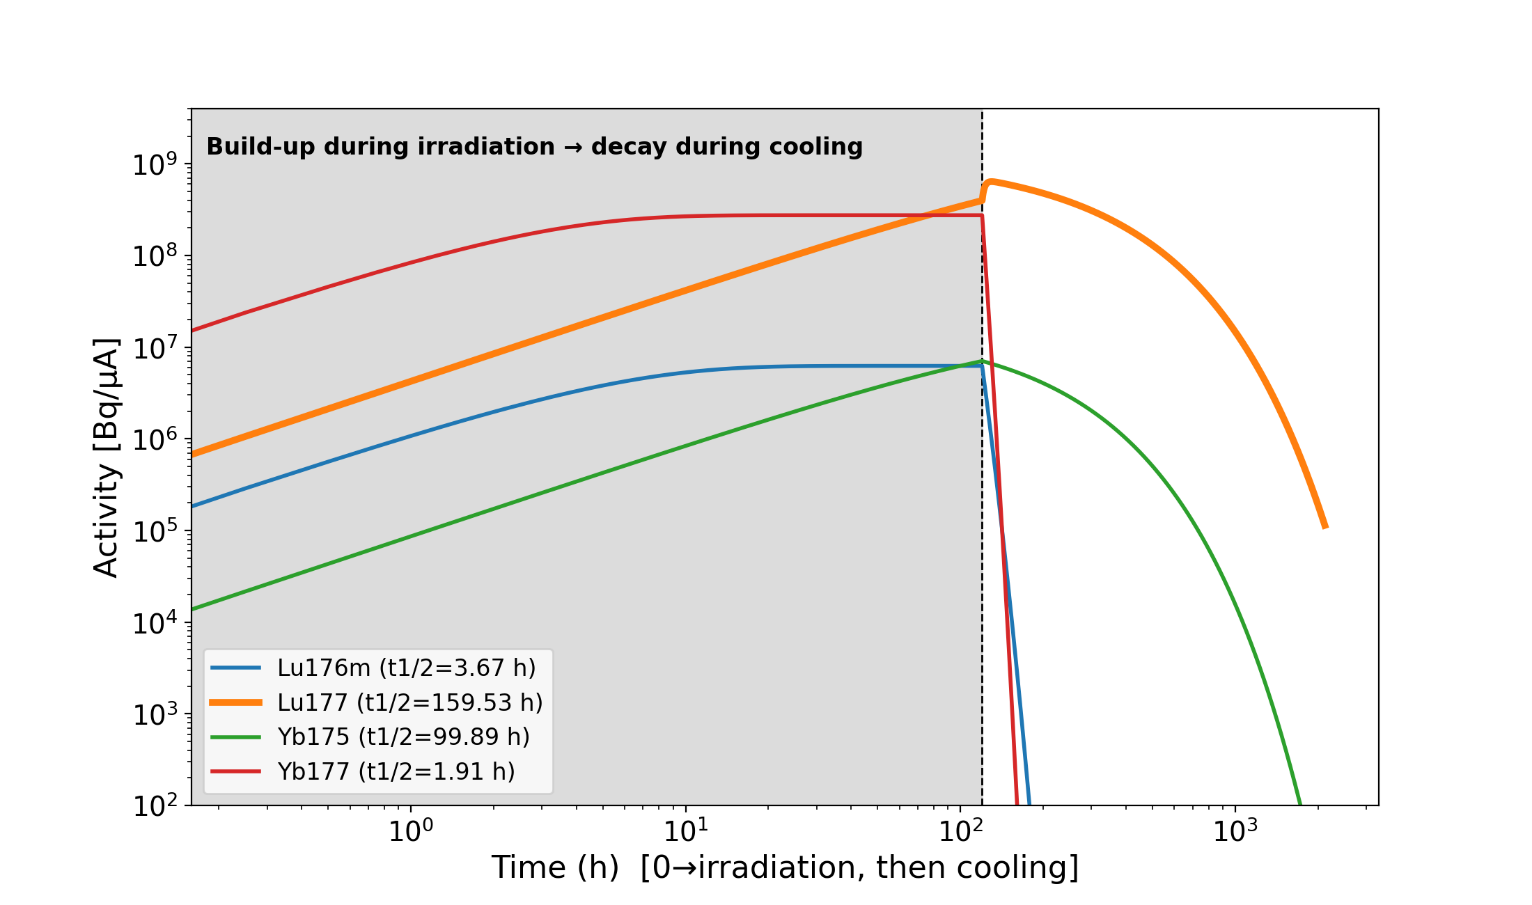 Build-up during irradiation → decay during cooling
10⁹
10⁸
10⁷
10⁶
10⁵
10⁴
10³
10²
Activity [Bq/μA]
Lu176m (t1/2=3.67 h)
Lu177 (t1/2=159.53 h)
Yb175 (t1/2=99.89 h)
Yb177 (t1/2=1.91 h)
10⁰ 10¹ 10² 10³
Time (h)  [0→irradiation, then cooling]